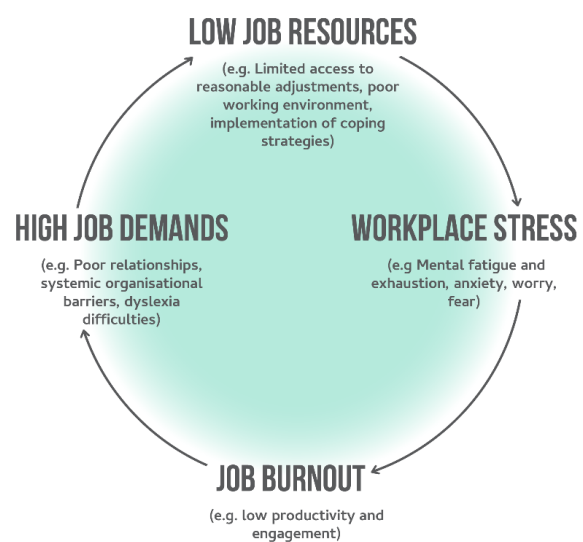 LOW JOB RESOURCES
(e.g. Limited access to
reasonable adjustments, poor
working environment,
implementation of coping
strategies)
HIGH JOB DEMANDS
(e.g. Poor relationships,
systemic organisational
barriers, dyslexia
difficulties)
WORKPLACE STRESS
(e.g Mental fatigue and
exhaustion, anxiety, worry,
fear)
JOB BURNOUT
(e.g. low productivity and
engagement)